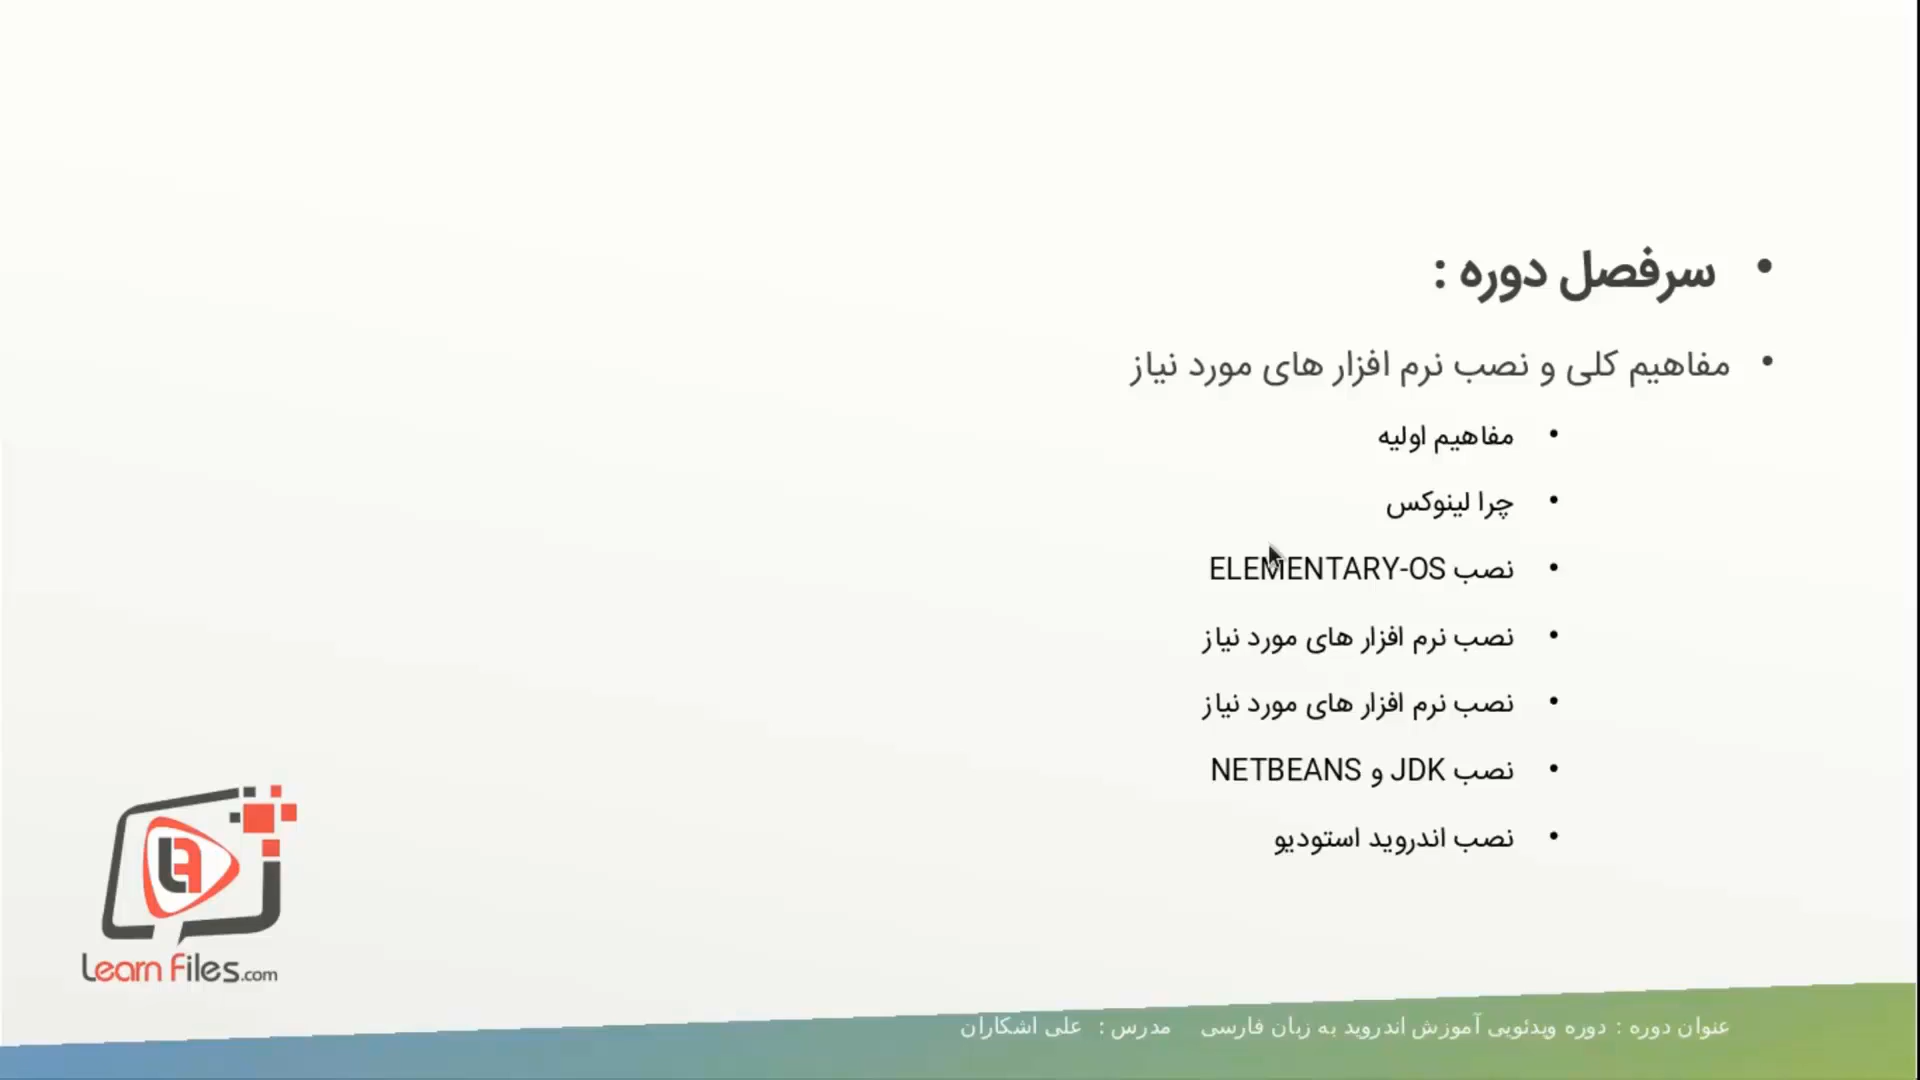 سرفصل دوره :
مفاهیم کلی و نصب نرم افزار های مورد نیاز
مفاهیم اولیه
چرا لینوکس
نصب ELEMENTARY-OS
نصب نرم افزار های مورد نیاز
نصب نرم افزار های مورد نیاز
نصب JDK و NETBEANS
نصب اندروید استودیو
Learn Files.com
عنوان دوره : دوره ویدئویی آموزش اندروید به زبان فارسی مدرس : علی اشکاران